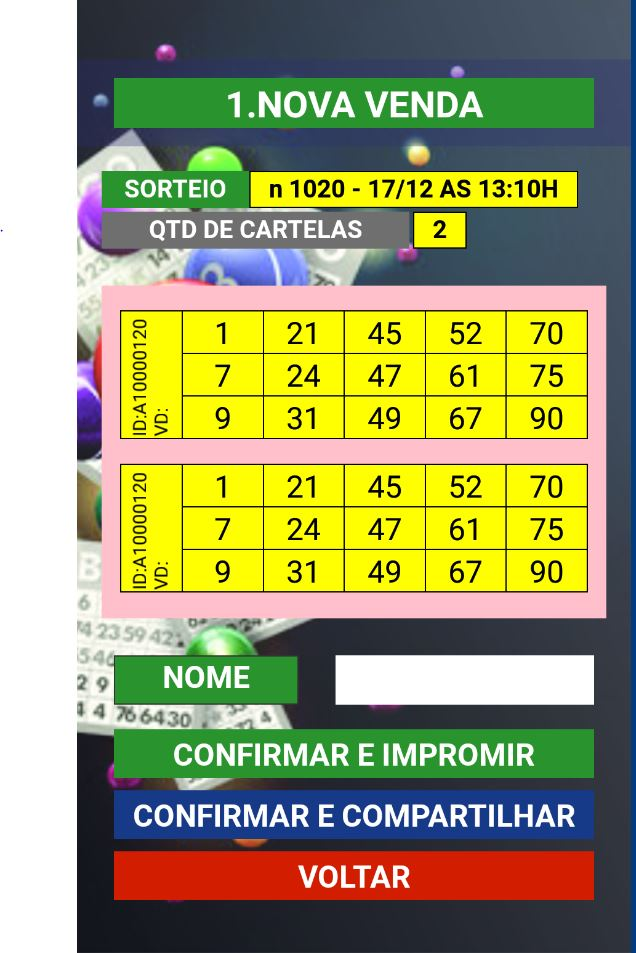 1.NOVA VENDA
SORTEIO n 1020 - 17/12 AS 13:10H
QTD DE CARTELAS 2
ID:A10000120
VD:
1 21 45 52 70
7 24 47 61 75
9 31 49 67 90
ID:A10000120
VD:
1 21 45 52 70
7 24 47 61 75
9 31 49 67 90
NOME
CONFIRMAR E IMPROMIR
CONFIRMAR E COMPARTILHAR
VOLTAR